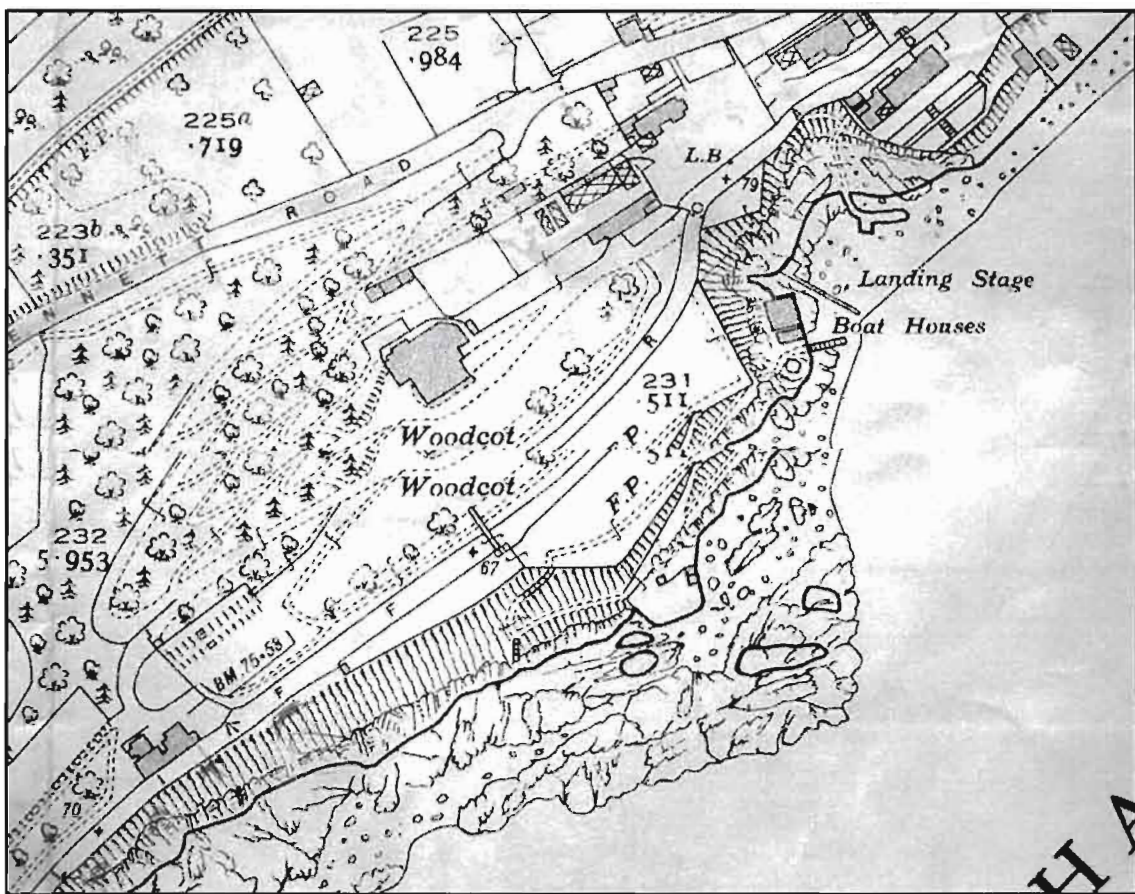 225
·984
225a
·719
F.P.
223b
·351
NNETT ROAD
L.B.
79
Landing Stage
Boat Houses
231
·511
Woodcot
Woodcot
F.P.
232
5·953
67
BM 75·58
70
HA